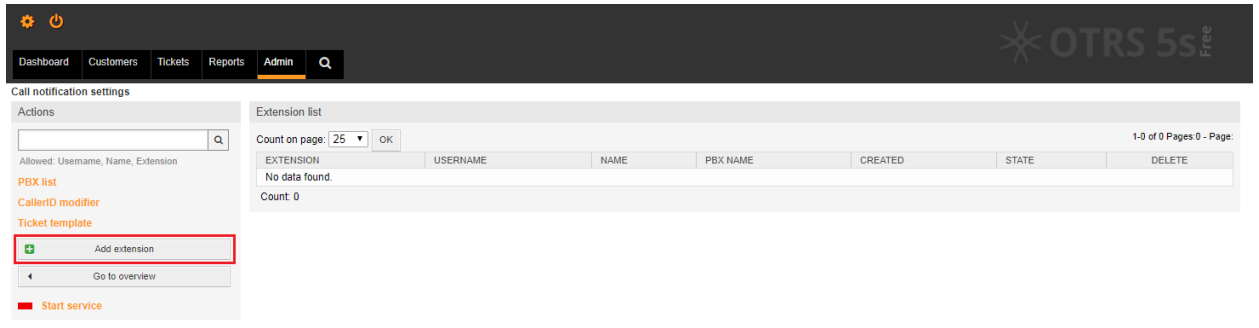 OTRS 5s Free
Dashboard Customers Tickets Reports Admin
Call notification settings
Actions
Allowed: Username, Name, Extension
PBX list
CallerID modifier
Ticket template
Add extension
Go to overview
Start service
Extension list
Count on page: 25 OK
1-0 of 0 Pages:0 - Page:
EXTENSION USERNAME NAME PBX NAME CREATED STATE DELETE
No data found.
Count: 0